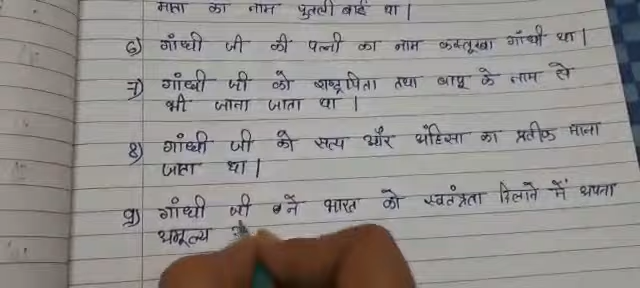 माता का नाम पुतली बाई था |
6) गाँधी जी की पत्नी का नाम कस्तूरबा गाँधी था |
7) गाँधी जी को राष्ट्रपिता तथा बापू के नाम से
भी जाना जाता था |
8) गाँधी जी को सत्य और अहिंसा का प्रतीक माना
जाता था |
9) गाँधी जी ने भारत को स्वतंत्रता दिलाने में अपना
अमूल्य